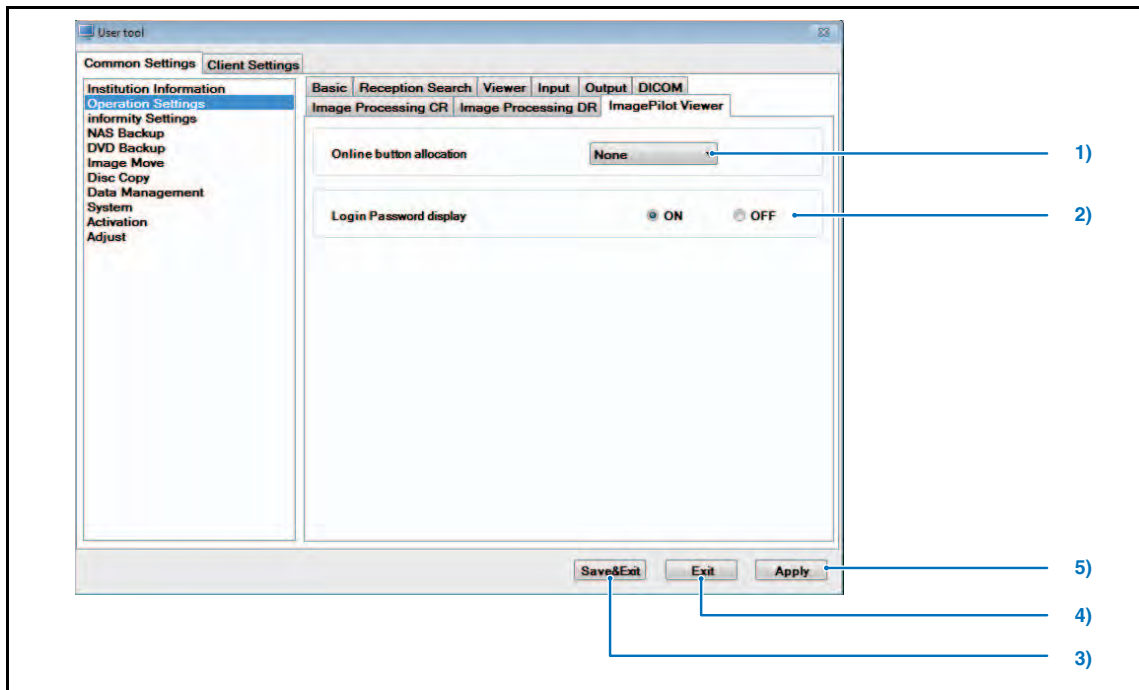 User tool
Common Settings Client Settings
Institution Information
Operation Settings
informity Settings
NAS Backup
DVD Backup
Image Move
Disc Copy
Data Management
System
Activation
Adjust
Basic Reception Search Viewer Input Output DICOM
Image Processing CR Image Processing DR ImagePilot Viewer
Online button allocation None
1)
Login Password display ON OFF
2)
Save&Exit Exit Apply
5)
4)
3)